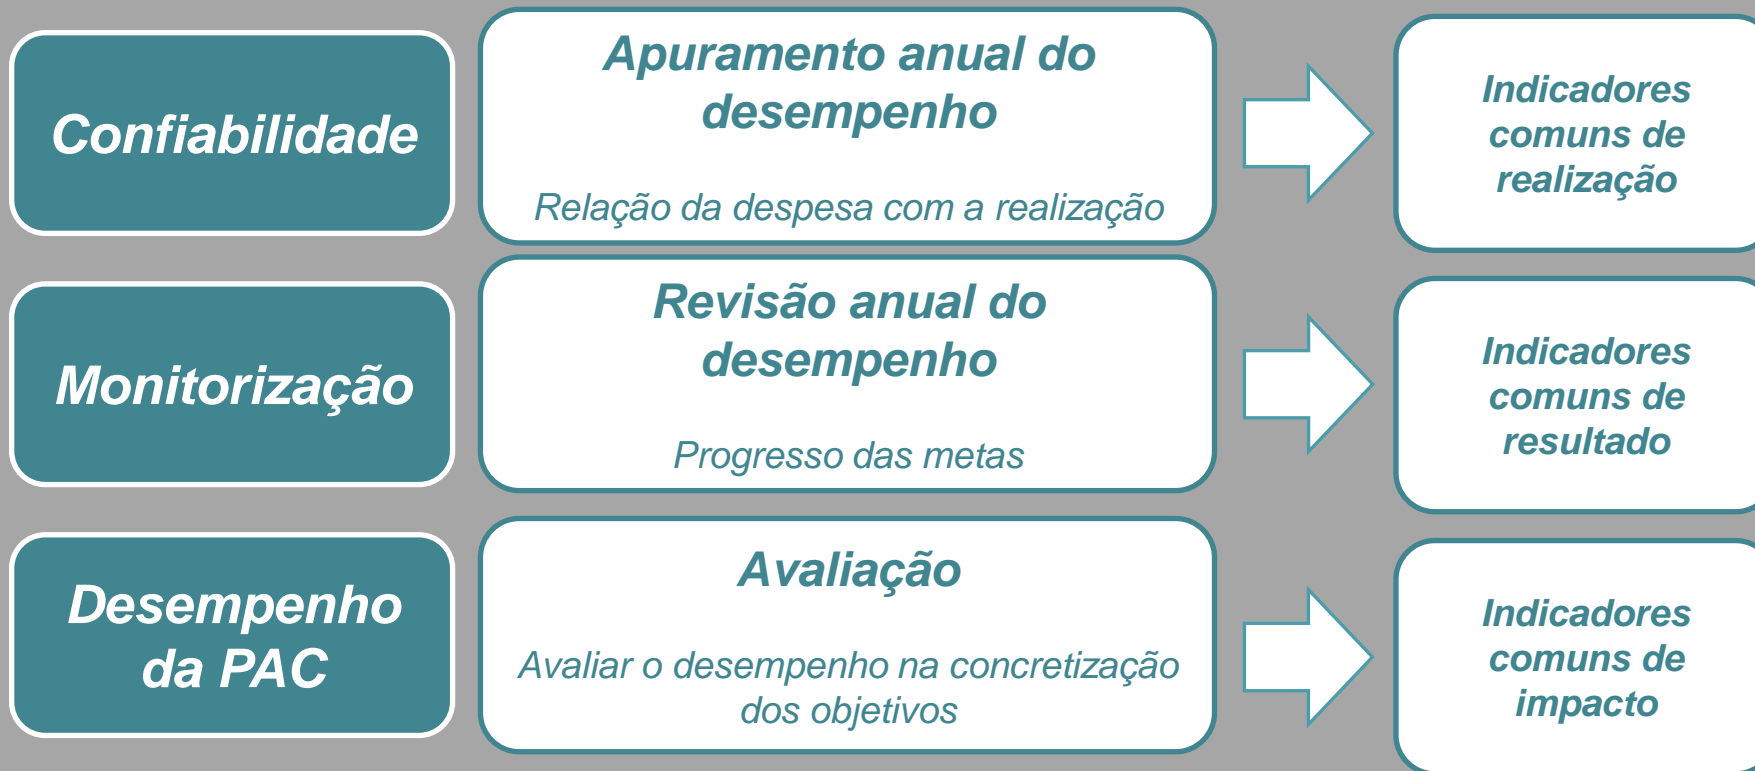 Confiabilidade
Apuramento anual do
desempenho
Relação da despesa com a realização
Indicadores
comuns de
realização
Monitorização
Revisão anual do
desempenho
Progresso das metas
Indicadores
comuns de
resultado
Desempenho
da PAC
Avaliação
Avaliar o desempenho na concretização
dos objetivos
Indicadores
comuns de
impacto